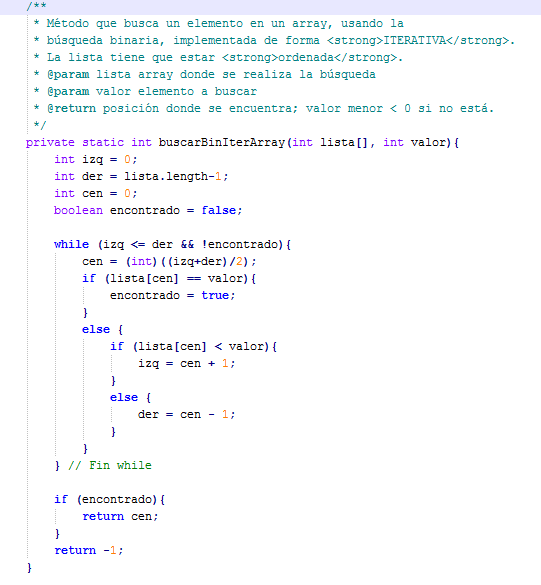 /**
 * Método que busca un elemento en un array, usando la
 * búsqueda binaria, implementada de forma <strong>ITERATIVA</strong>.
 * La lista tiene que estar <strong>ordenada</strong>.
 * @param lista array donde se realiza la búsqueda
 * @param valor elemento a buscar
 * @return posición donde se encuentra; valor menor < 0 si no está.
 */
private static int buscarBinIterArray(int lista[], int valor){
    int izq = 0;
    int der = lista.length-1;
    int cen = 0;
    boolean encontrado = false;

    while (izq <= der && !encontrado){
        cen = (int)((izq+der)/2);
        if (lista[cen] == valor){
            encontrado = true;
        }
        else {
            if (lista[cen] < valor){
                izq = cen + 1;
            }
            else {
                der = cen - 1;
            }
        }
    } // Fin while

    if (encontrado){
        return cen;
    }
    return -1;
}